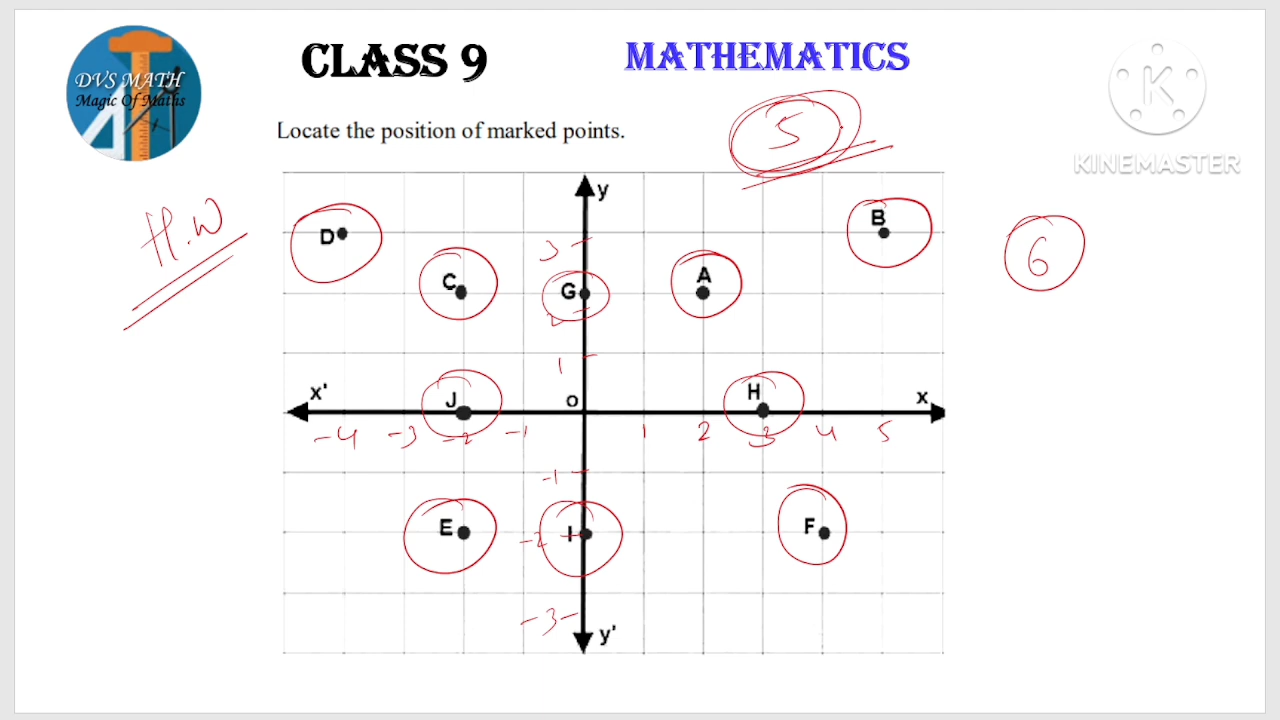 DVS MATH
Magic Of Maths
CLASS 9
MATHEMATICS
K
KINEMASTER
Locate the position of marked points.
5
H.W
6
y
D
B
3
C
G
A
2
1
x'
J
O
H
x
-4 -3 -2 -1 1 2 3 4 5
-1
E
-2
I
F
-3
y'